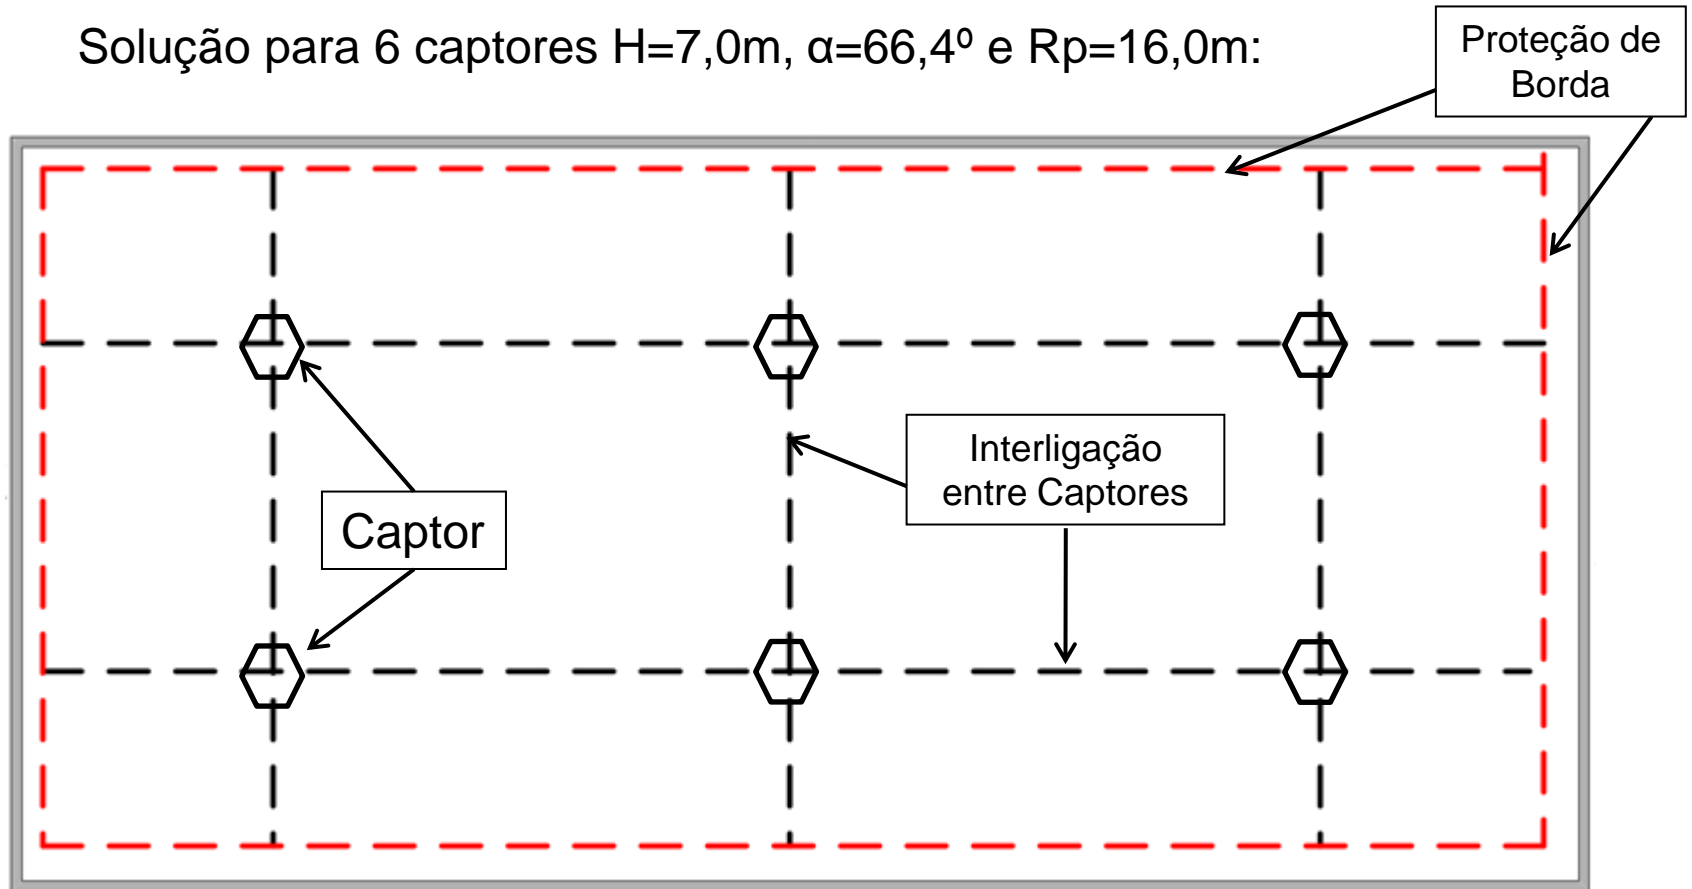 Solução para 6 captores H=7,0m, α=66,4º e Rp=16,0m:
Proteção de
Borda
Interligação
entre Captores
Captor